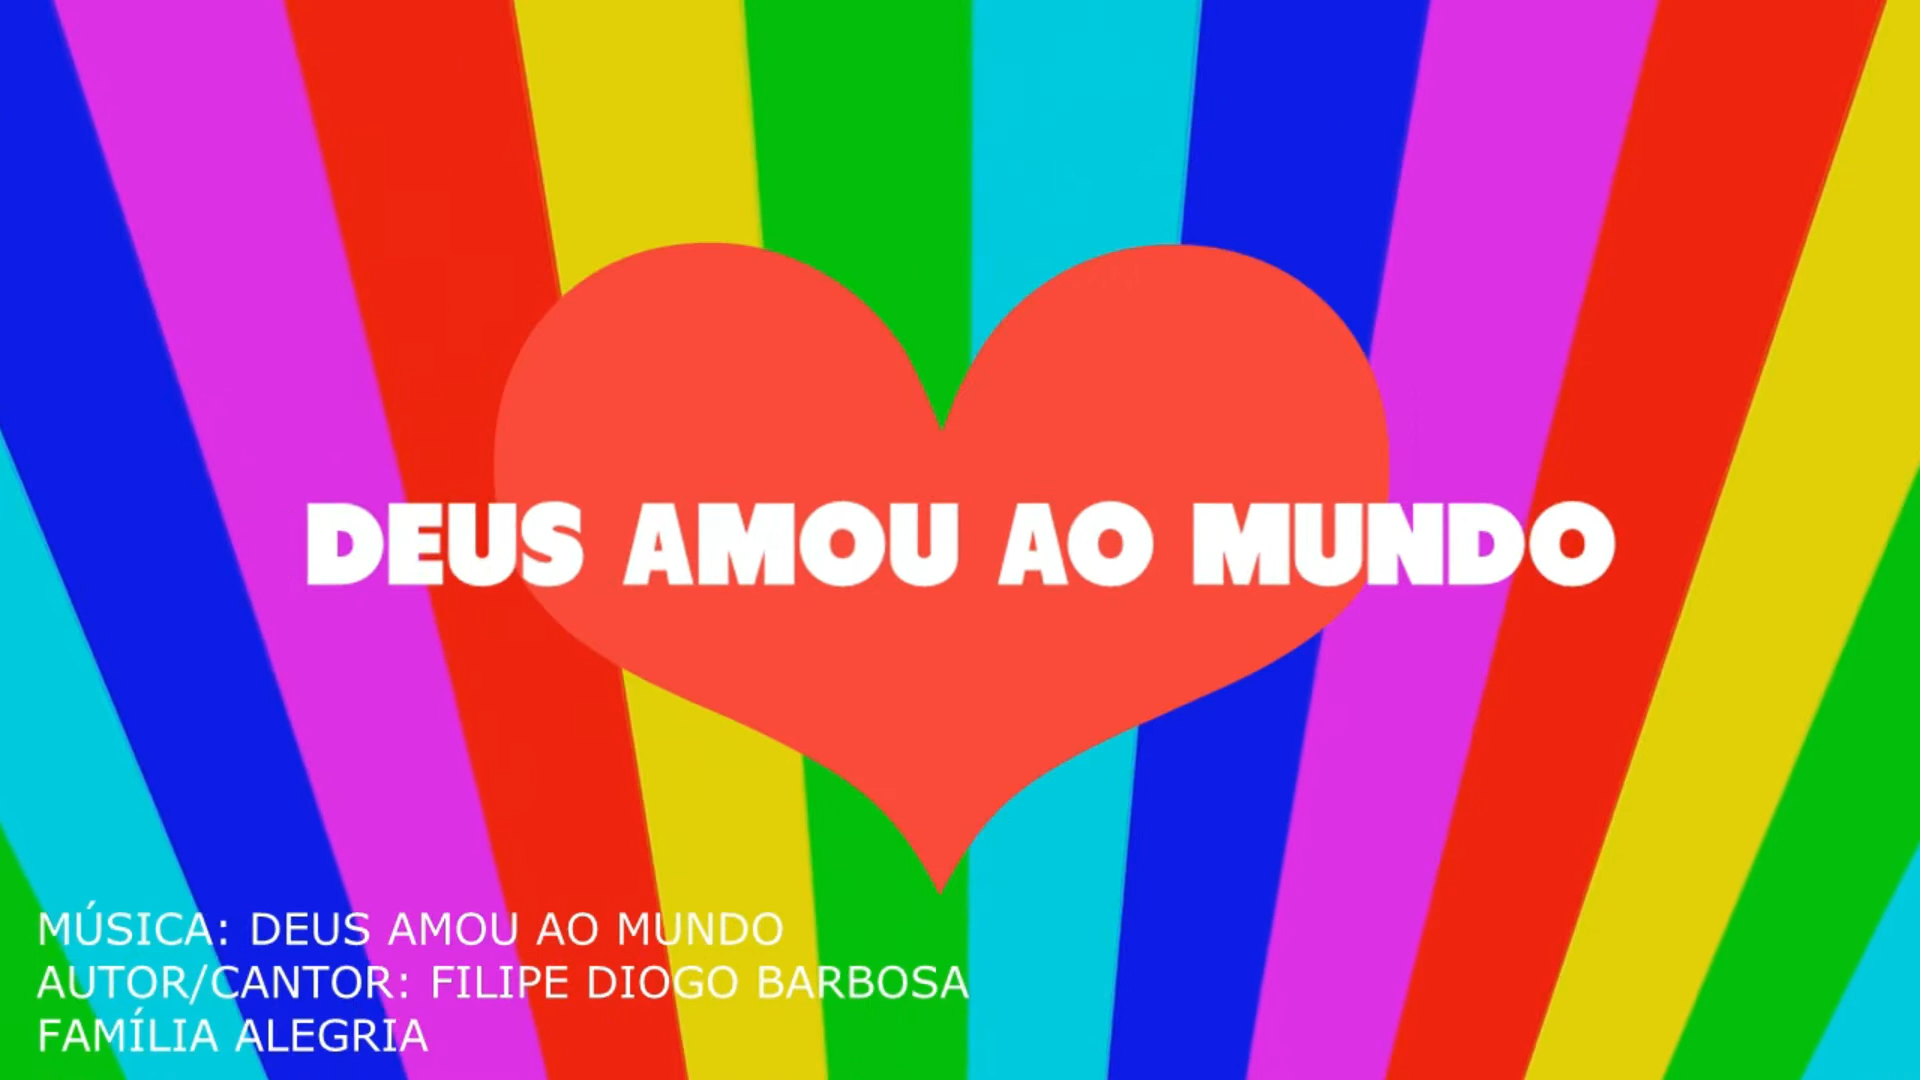 DEUS AMOU AO MUNDO
MÚSICA: DEUS AMOU AO MUNDO
AUTOR/CANTOR: FILIPE DIOGO BARBOSA
FAMÍLIA ALEGRIA